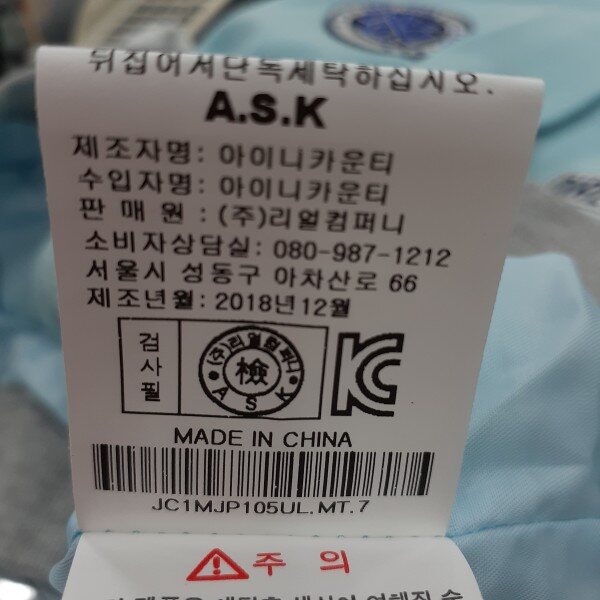 뒤집어서단독세탁하십시오.
A.S.K
제조자명: 아이니카운티
수입자명: 아이니카운티
판 매 원 : (주)리얼컴퍼니
소비자상담실: 080-987-1212
서울시 성동구 아차산로 66
제조년월: 2018년12월
검사필
(주)리얼컴퍼니
檢
A S K
MADE IN CHINA
JC1MJP105UL.MT.7
주 의